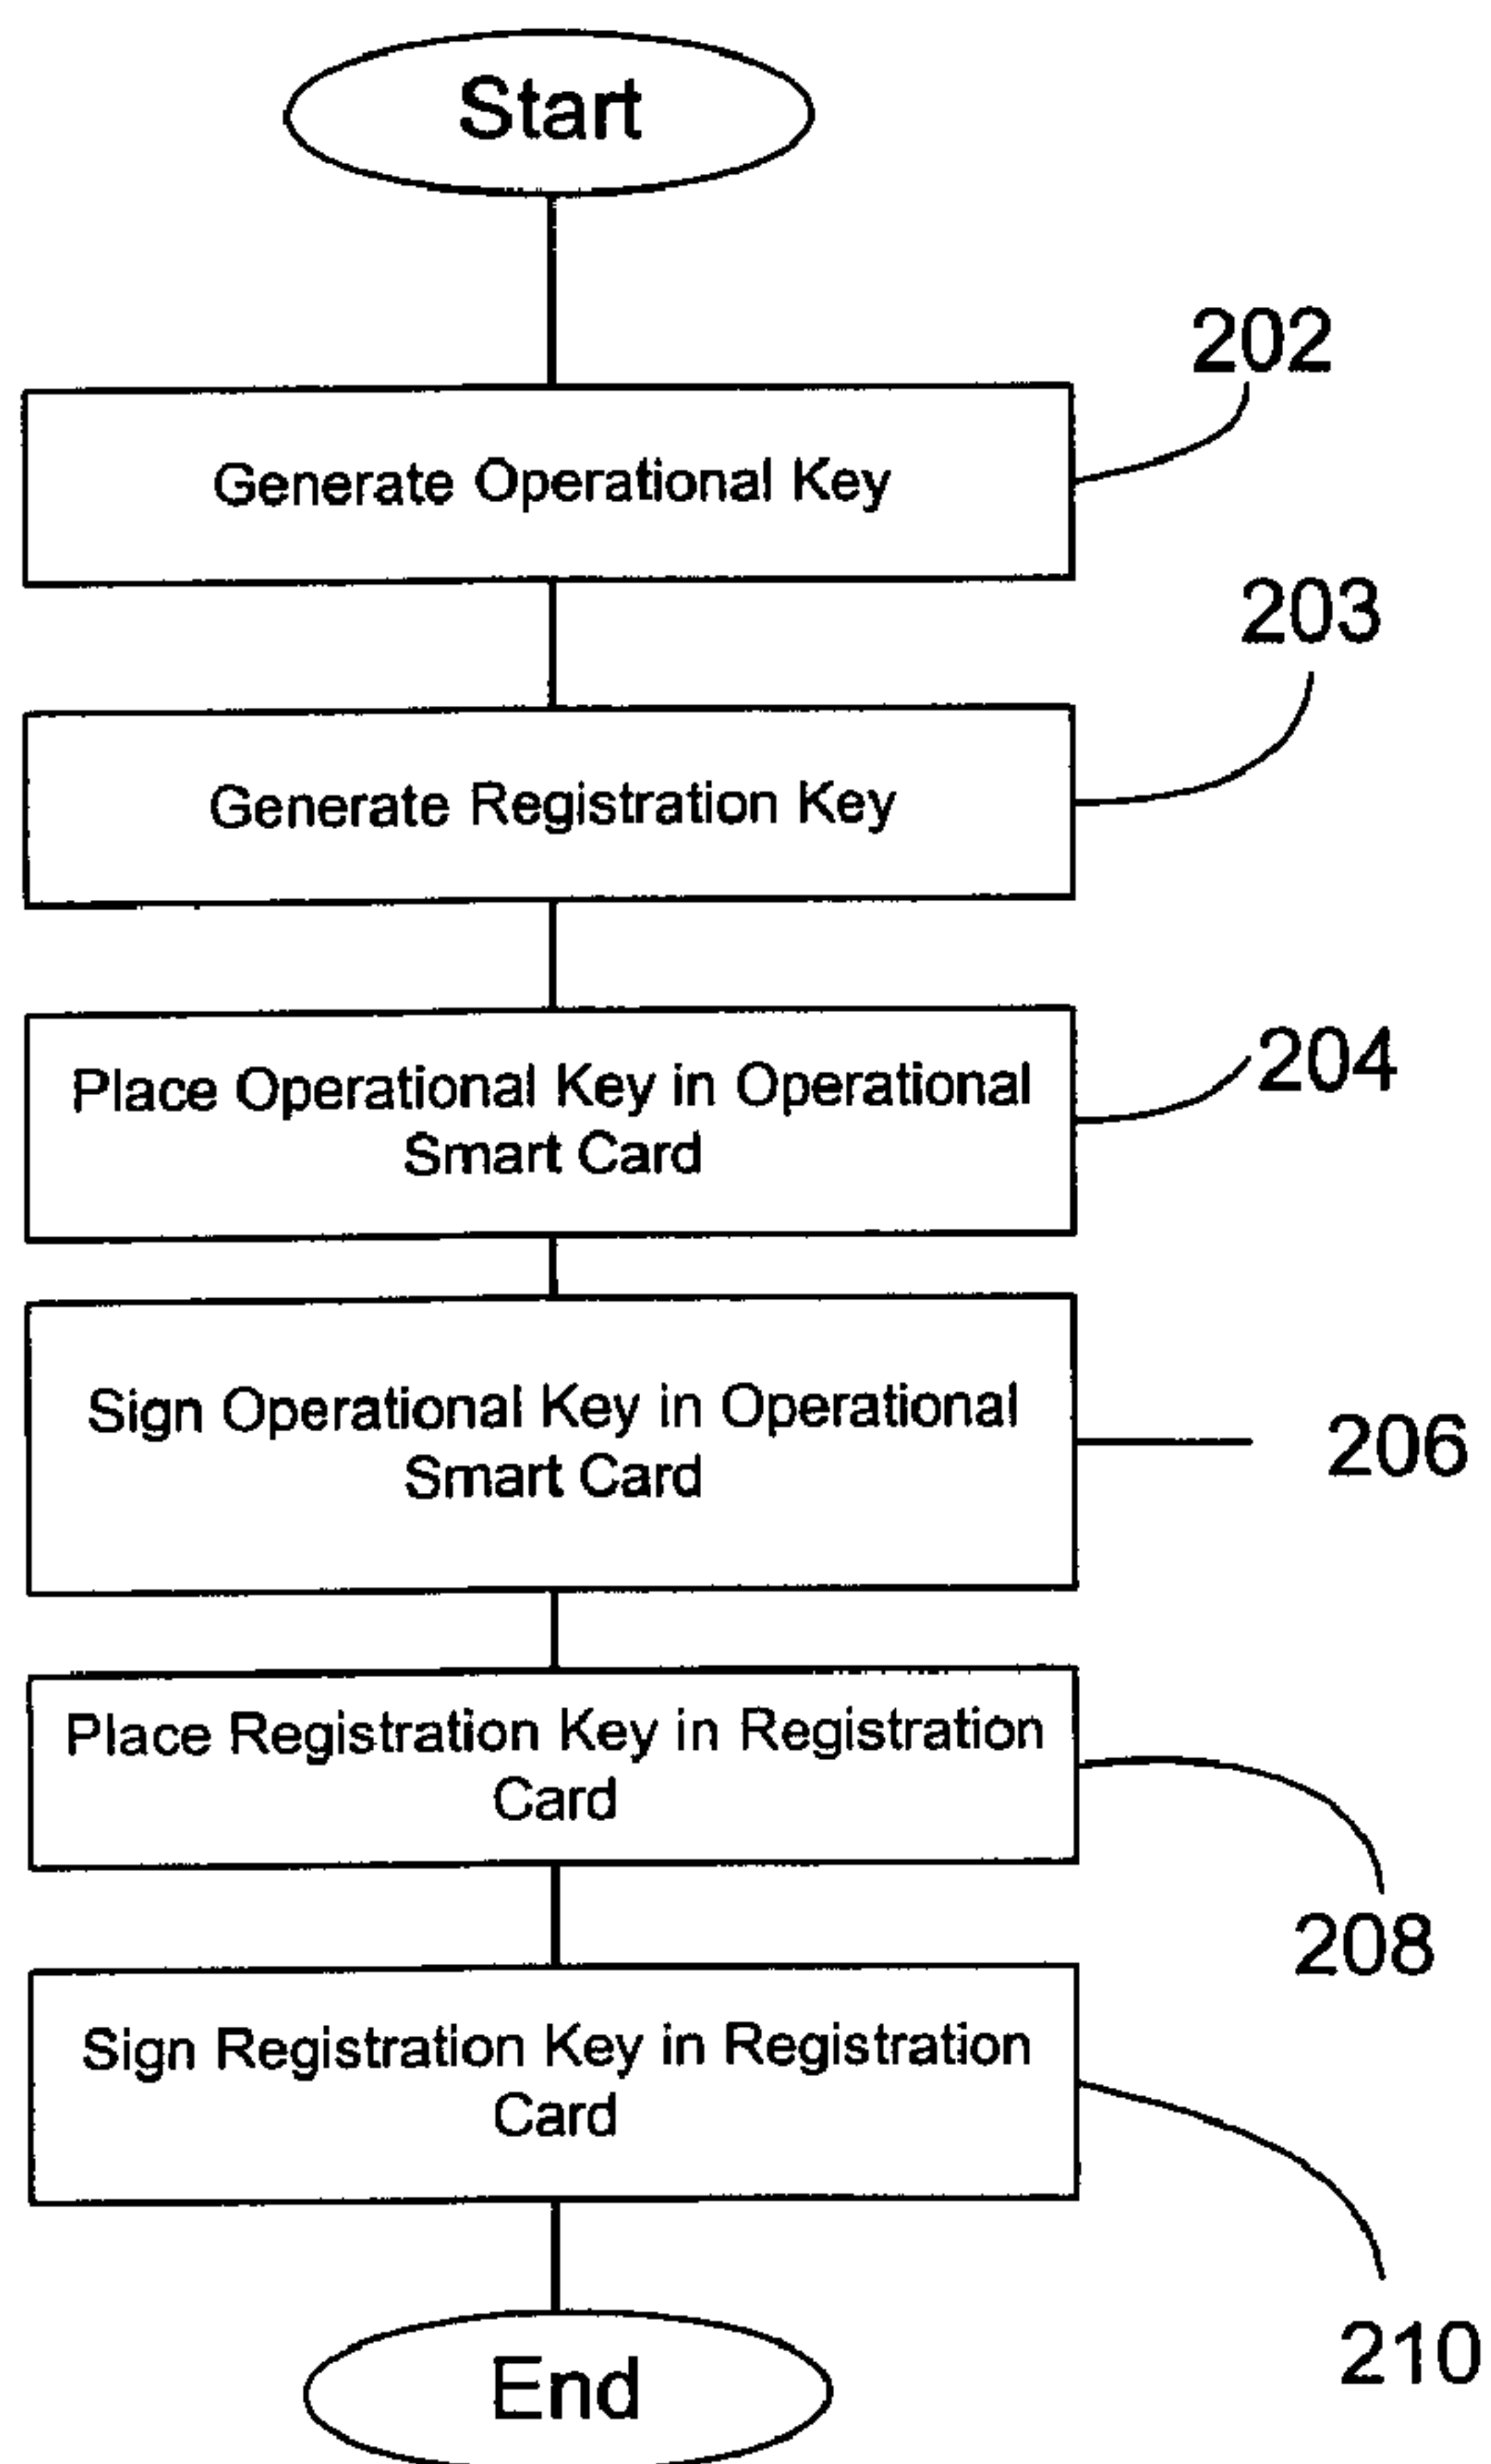 Start
202
Generate Operational Key
203
Generate Registration Key
204
Place Operational Key in Operational
Smart Card
Sign Operational Key in Operational
Smart Card
206
Place Registration Key in Registration
Card
208
Sign Registration Key in Registration
Card
210
End